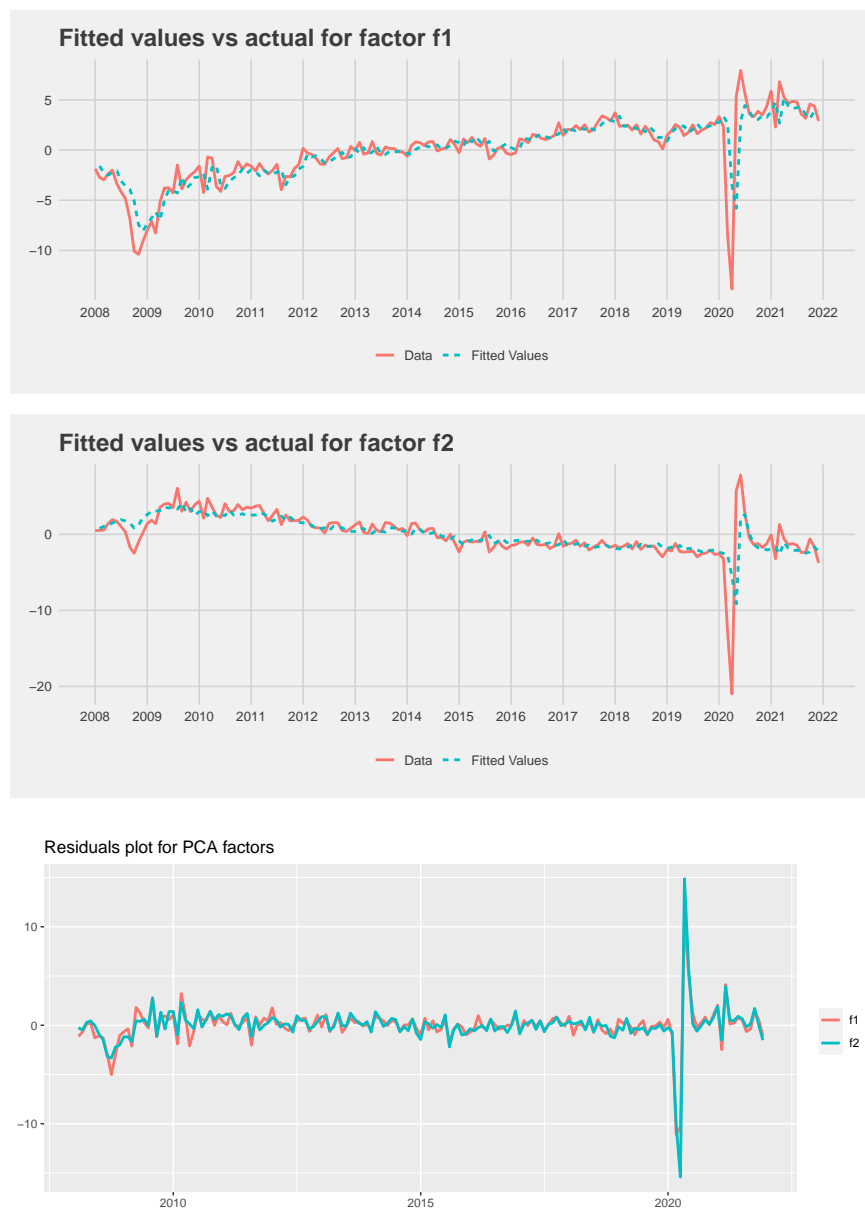 Fitted values vs actual for factor f1
5
0
−5
−10
2008 2009 2010 2011 2012 2013 2014 2015 2016 2017 2018 2019 2020 2021 2022
Data Fitted Values
Fitted values vs actual for factor f2
0
−10
−20
2008 2009 2010 2011 2012 2013 2014 2015 2016 2017 2018 2019 2020 2021 2022
Data Fitted Values
Residuals plot for PCA factors
10
0
−10
2010 2015 2020
f1
f2